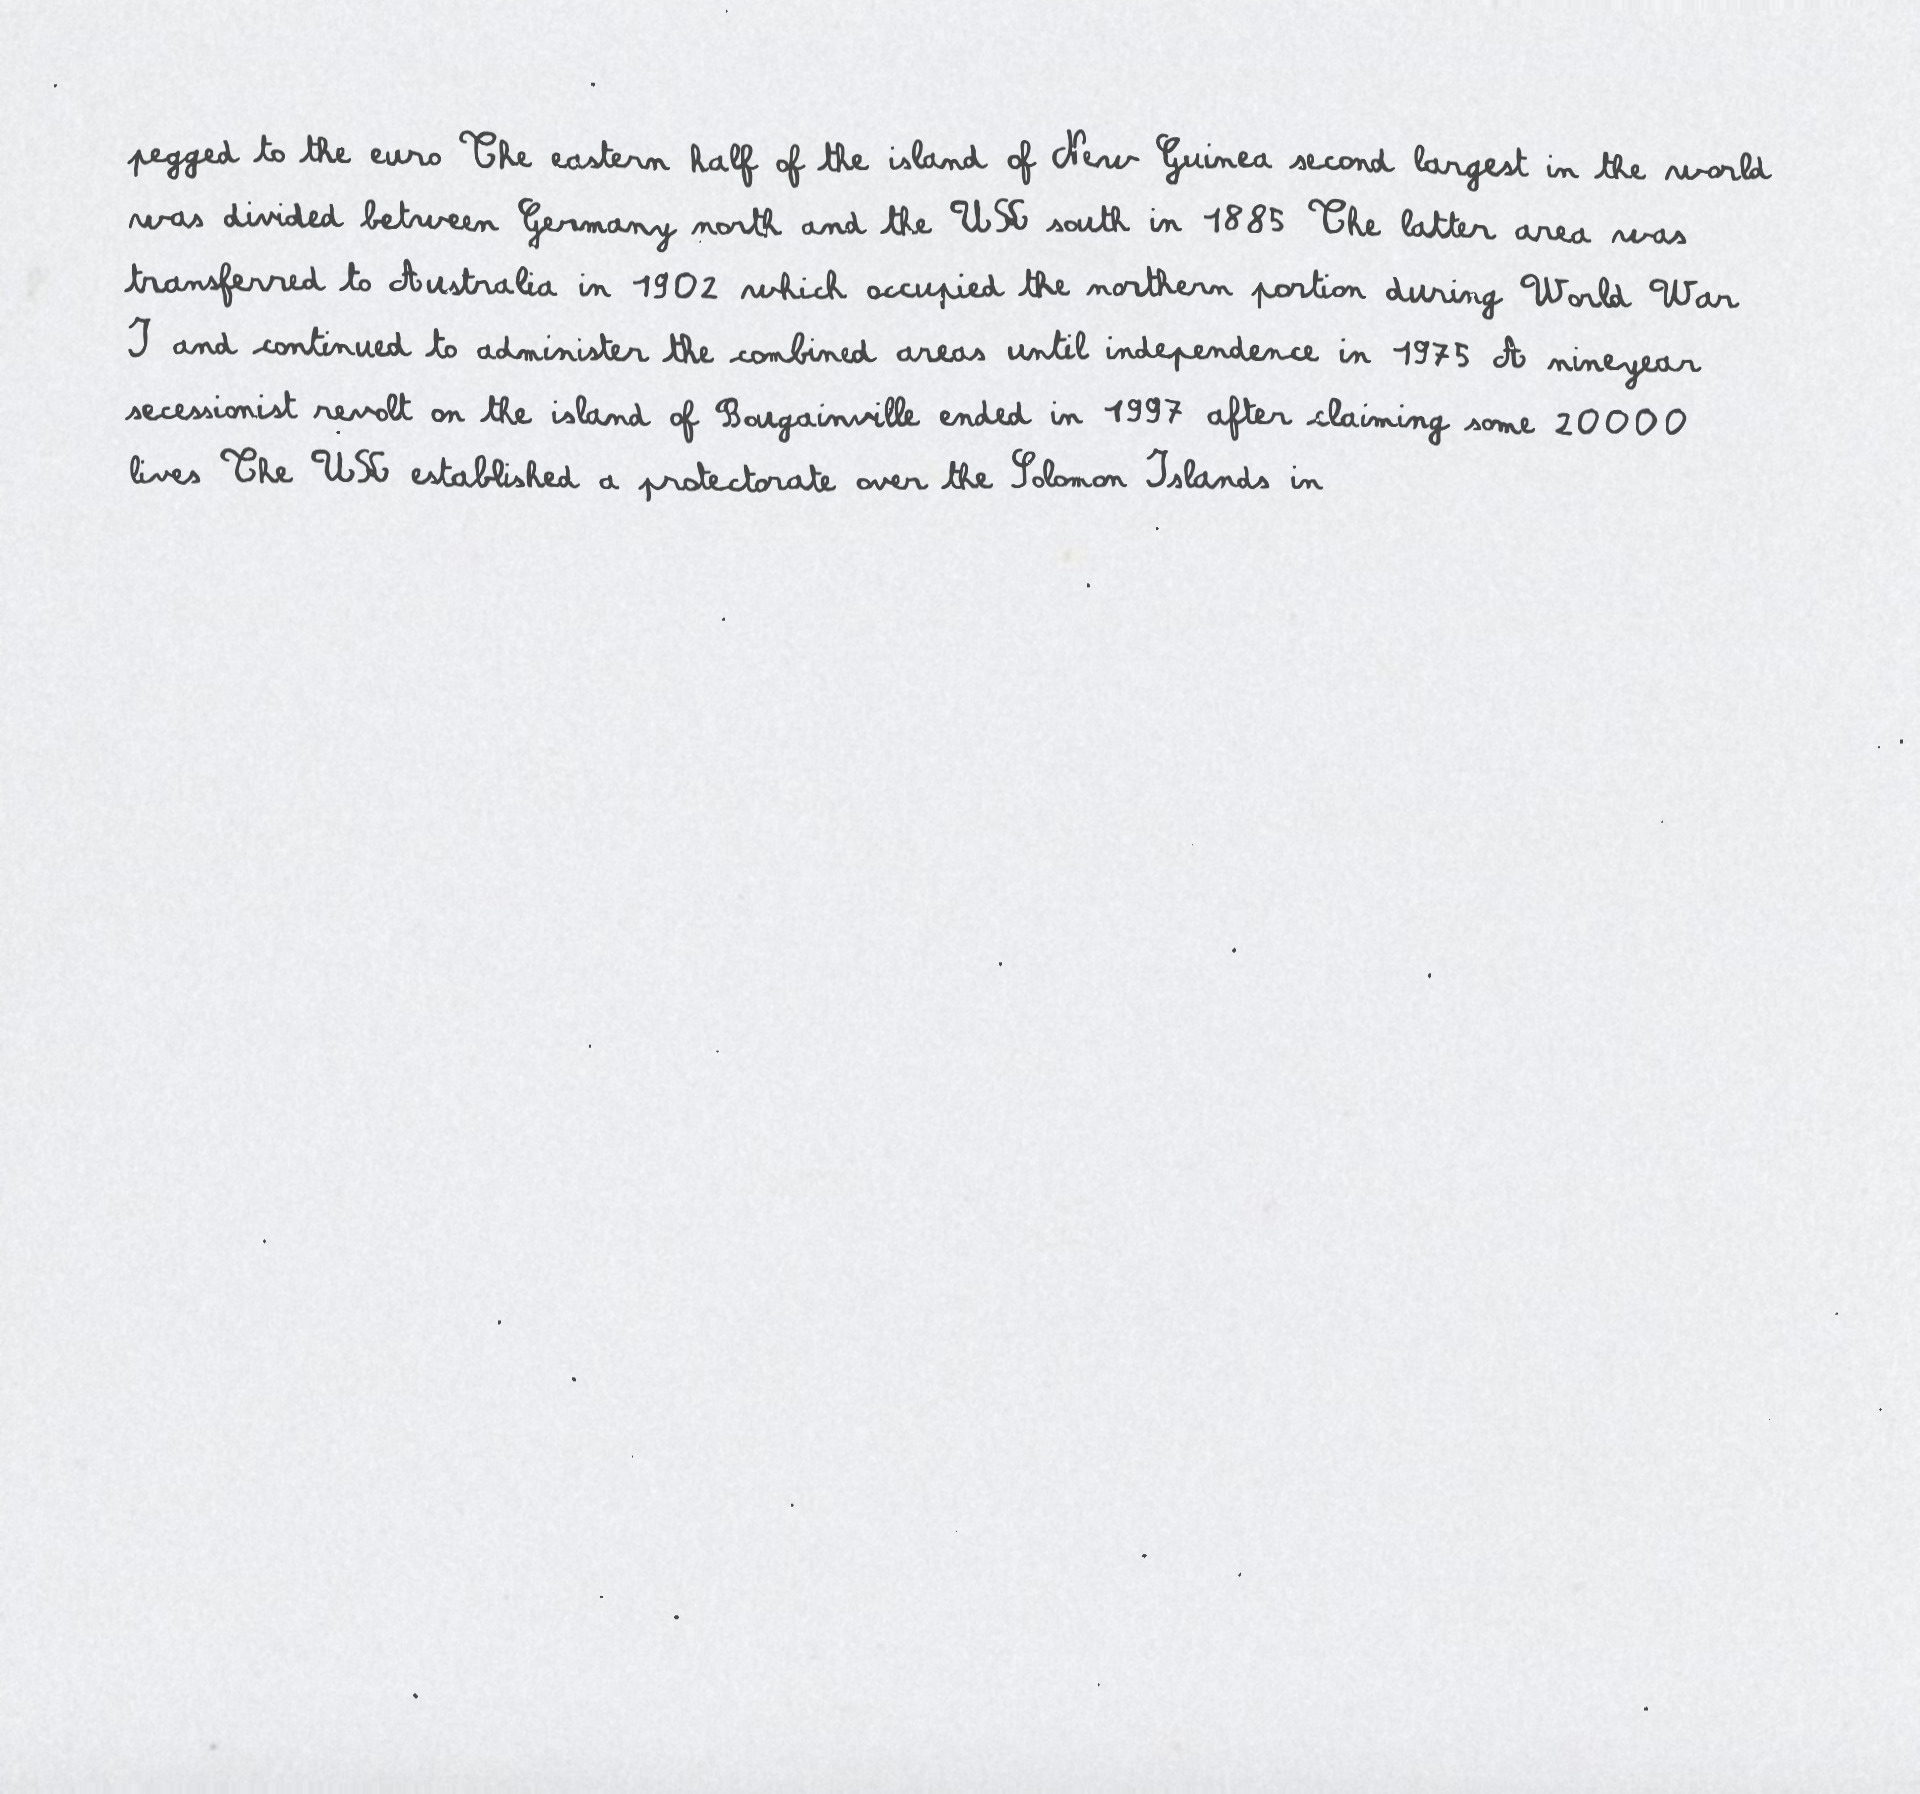 pegged to the euro The eastern half of the island of New Guinea second largest in the world
was divided between Germany north and the UK south in 1885 The latter area was
transferred to Australia in 1902 which occupied the northern portion during World War
I and continued to administer the combined areas until independence in 1975 A nineyear
secessionist revolt on the island of Bougainville ended in 1997 after claiming some 20000
lives The UK established a protectorate over the Solomon Islands in